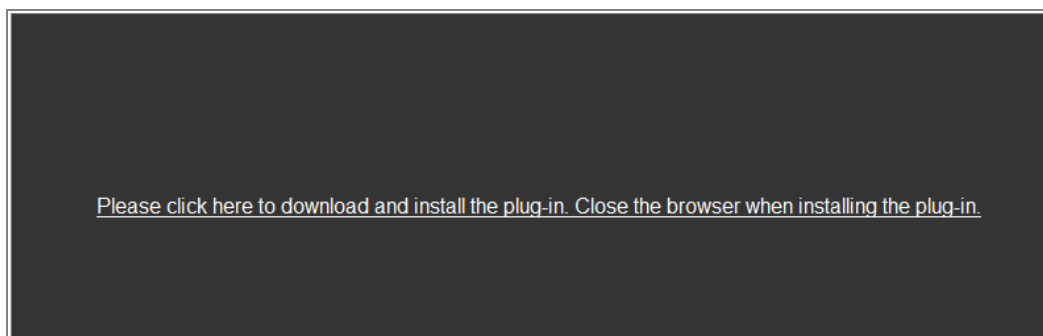 Please click here to download and install the plug-in. Close the browser when installing the plug-in.